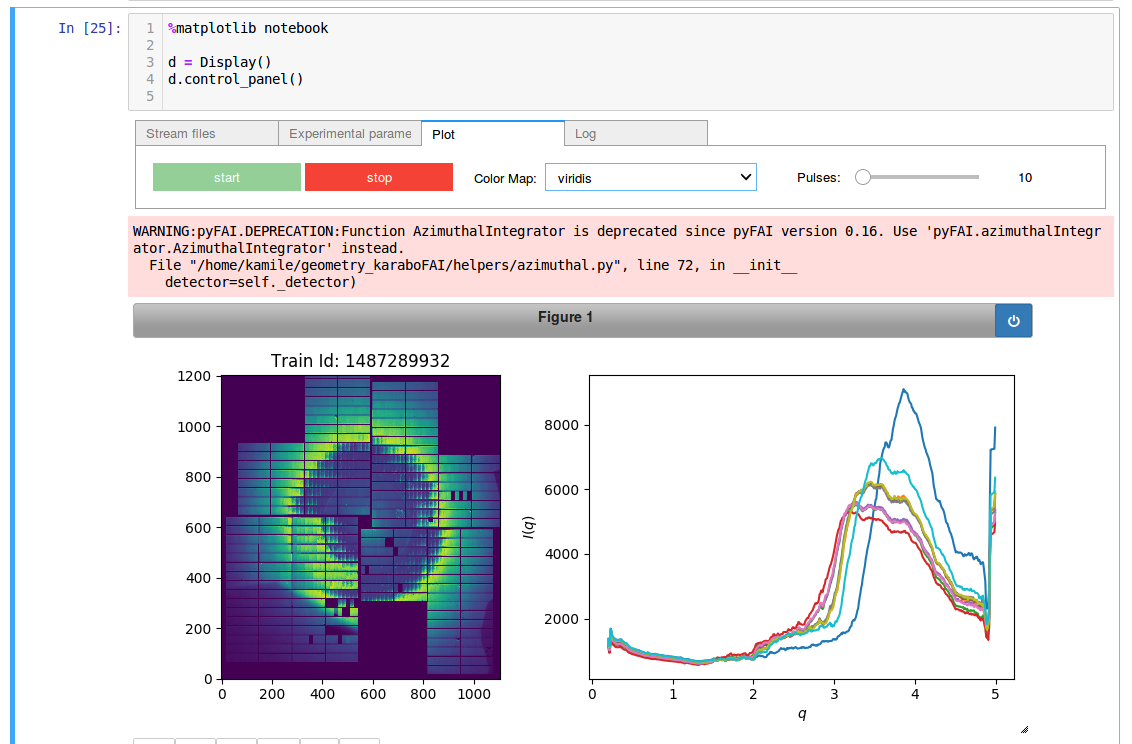 In [25]:
1 %matplotlib notebook
2
3 d = Display()
4 d.control_panel()
5
Stream files Experimental parame Plot Log
start stop Color Map: viridis Pulses: 10
WARNING:pyFAI.DEPRECATION:Function AzimuthalIntegrator is deprecated since pyFAI version 0.16. Use 'pyFAI.azimuthalIntegr
ator.AzimuthalIntegrator' instead.
  File "/home/kamile/geometry_karaboFAI/helpers/azimuthal.py", line 72, in __init__
    detector=self._detector)
Figure 1
Train Id: 1487289932
1200
1000
800
600
400
200
0
0 200 400 600 800 1000
I(q)
8000
6000
4000
2000
0 1 2 3 4 5
q